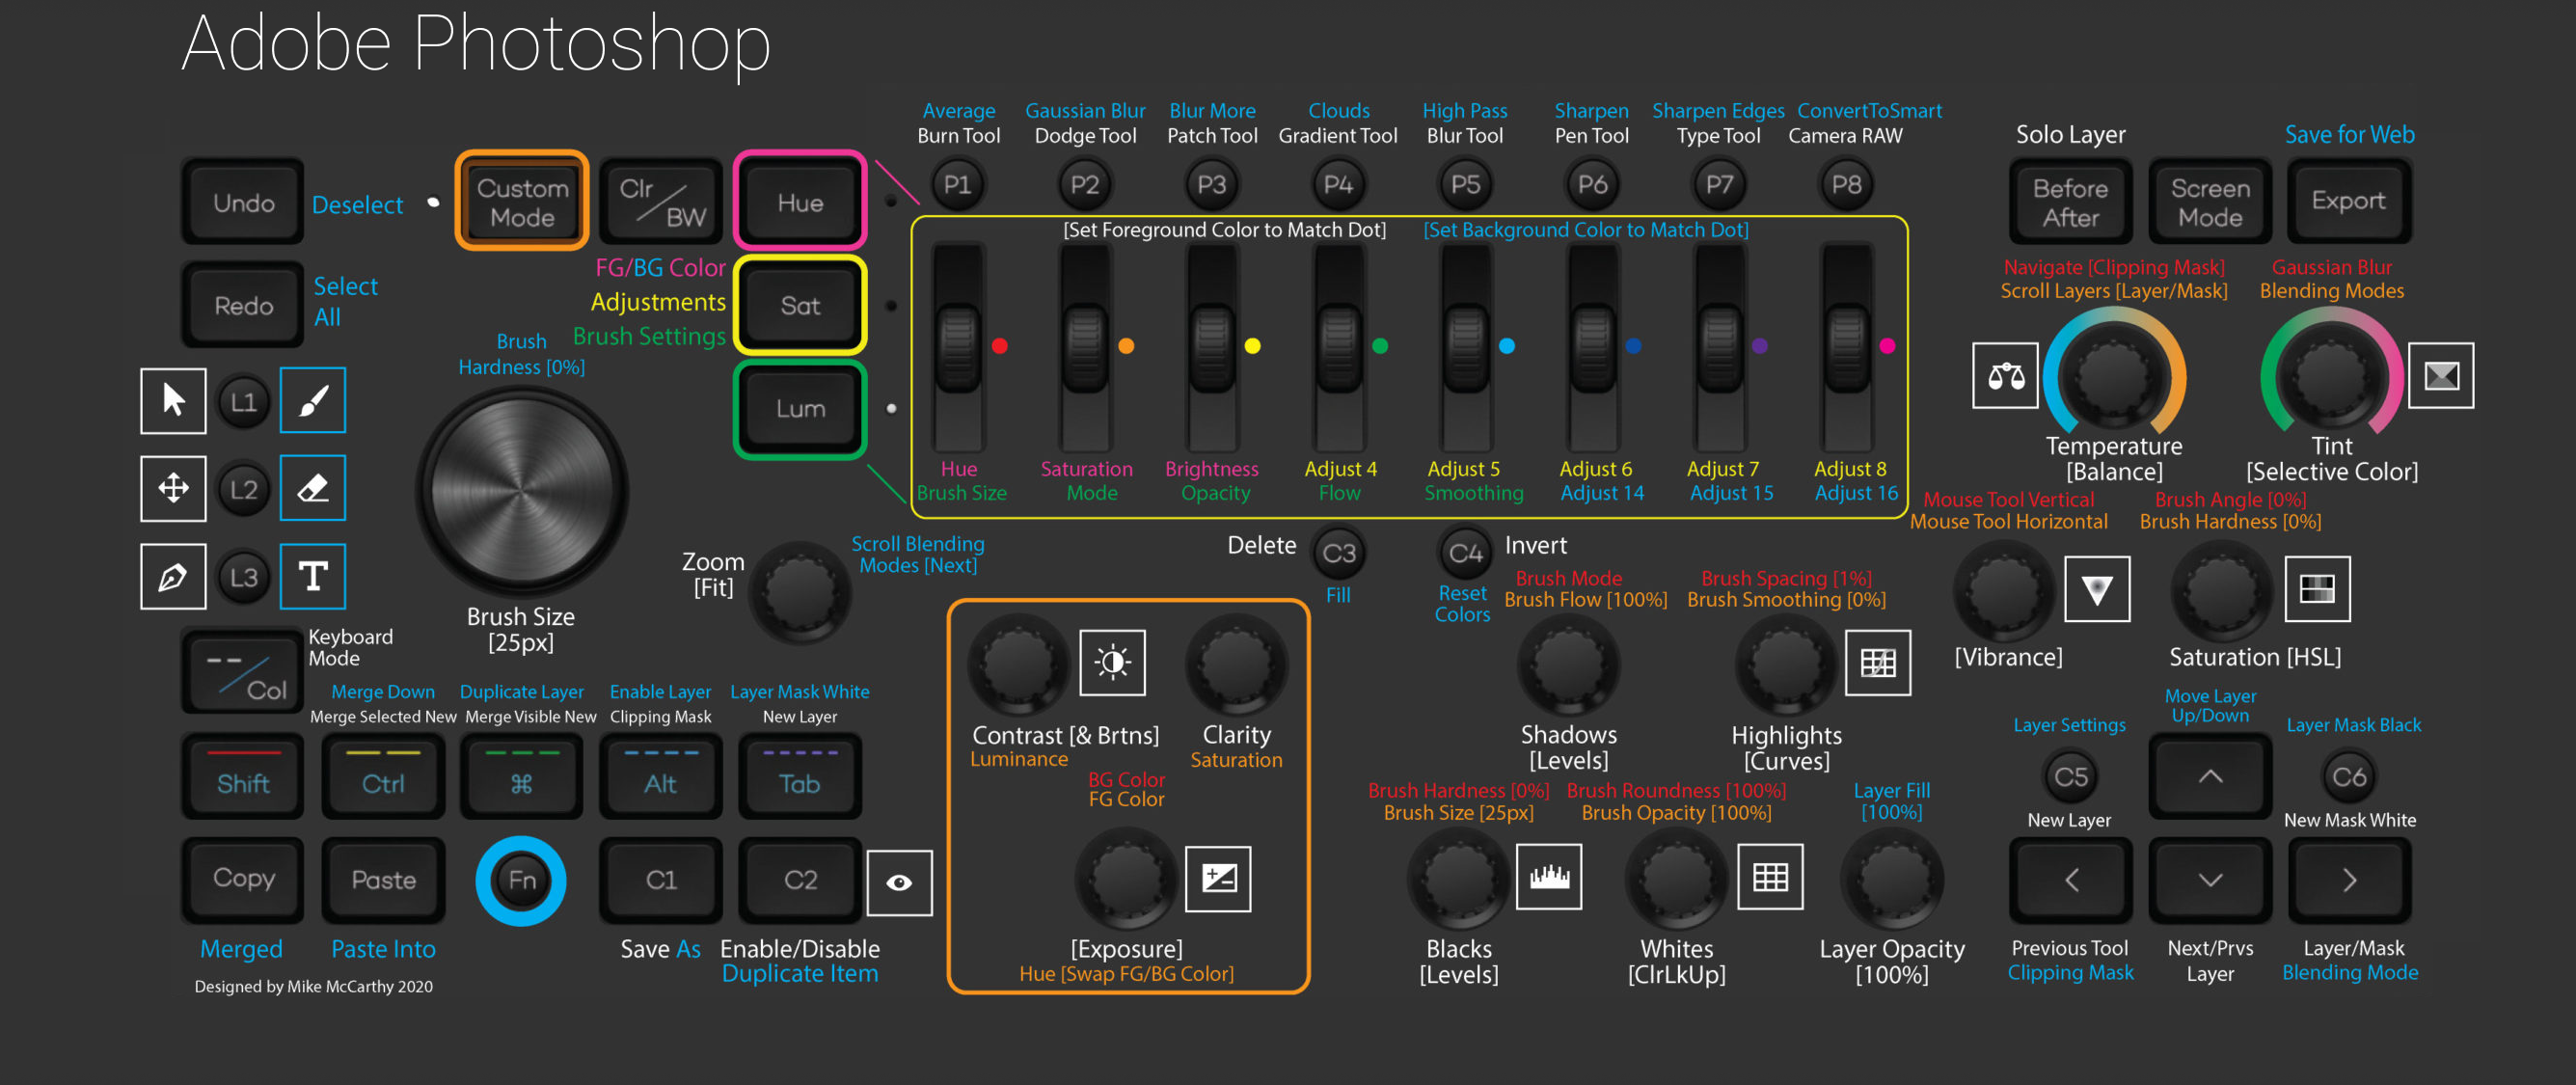 Adobe Photoshop
Average
Burn Tool
P1
Gaussian Blur
Dodge Tool
P2
Blur More
Patch Tool
P3
Clouds
Gradient Tool
P4
High Pass
Blur Tool
P5
Sharpen
Pen Tool
P6
Sharpen Edges
Type Tool
P7
ConvertToSmart
Camera RAW
P8
Undo
Deselect
Custom
Mode
Clr/BW
Hue
Redo
Select
All
FG/BG Color
Adjustments
Brush Settings
Sat
Lum
[Set Foreground Color to Match Dot]
[Set Background Color to Match Dot]
Hue
Brush Size
Saturation
Mode
Brightness
Opacity
Adjust 4
Flow
Adjust 5
Smoothing
Adjust 6
Adjust 14
Adjust 7
Adjust 15
Adjust 8
Adjust 16
Solo Layer
Before
After
Screen
Mode
Save for Web
Export
Navigate [Clipping Mask]
Scroll Layers [Layer/Mask]
Temperature
[Balance]
Gaussian Blur
Blending Modes
Tint
[Selective Color]
L1
L2
L3
T
Brush
Hardness [0%]
Brush Size
[25px]
Zoom
[Fit]
Scroll Blending
Modes [Next]
Delete
C3
Fill
C4
Invert
Reset
Colors
Mouse Tool Vertical
Mouse Tool Horizontal
[Vibrance]
Brush Angle [0%]
Brush Hardness [0%]
Saturation [HSL]
Brush Mode
Brush Flow [100%]
Shadows
[Levels]
Brush Spacing [1%]
Brush Smoothing [0%]
Highlights
[Curves]
-- / Col
Keyboard
Mode
Merge Down
Merge Selected New
Duplicate Layer
Merge Visible New
Enable Layer
Clipping Mask
Layer Mask White
New Layer
Shift
Ctrl
⌘
Alt
Tab
Contrast [& Brtns]
Luminance
Clarity
Saturation
BG Color
FG Color
[Exposure]
Hue [Swap FG/BG Color]
Brush Hardness [0%]
Brush Size [25px]
Blacks
[Levels]
Brush Roundness [100%]
Brush Opacity [100%]
Whites
[ClrLkUp]
Layer Fill
[100%]
Layer Opacity
[100%]
Layer Settings
C5
New Layer
Move Layer
Up/Down
Layer Mask Black
C6
New Mask White
Previous Tool
Clipping Mask
Next/Prvs
Layer
Layer/Mask
Blending Mode
Copy
Merged
Paste
Paste Into
Fn
C1
Save As
C2
Enable/Disable
Duplicate Item
Designed by Mike McCarthy 2020